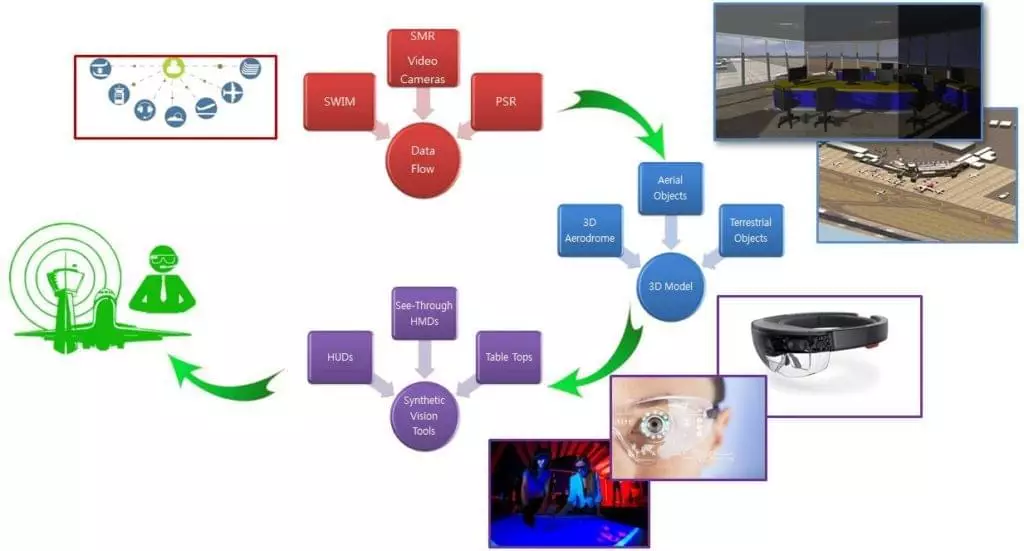 SMR
Video
Cameras
SWIM
PSR
Data
Flow
Aerial
Objects
3D
Aerodrome
Terrestrial
Objects
3D Model
See-Through
HMDs
HUDs
Table Tops
Synthetic
Vision
Tools